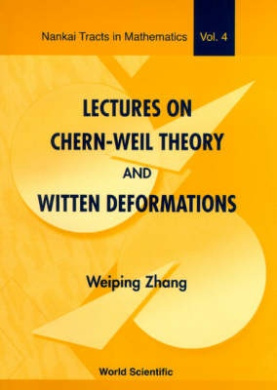 Nankai Tracts in Mathematics Vol. 4
LECTURES ON
CHERN-WEIL THEORY
AND
WITTEN DEFORMATIONS
Weiping Zhang
World Scientific